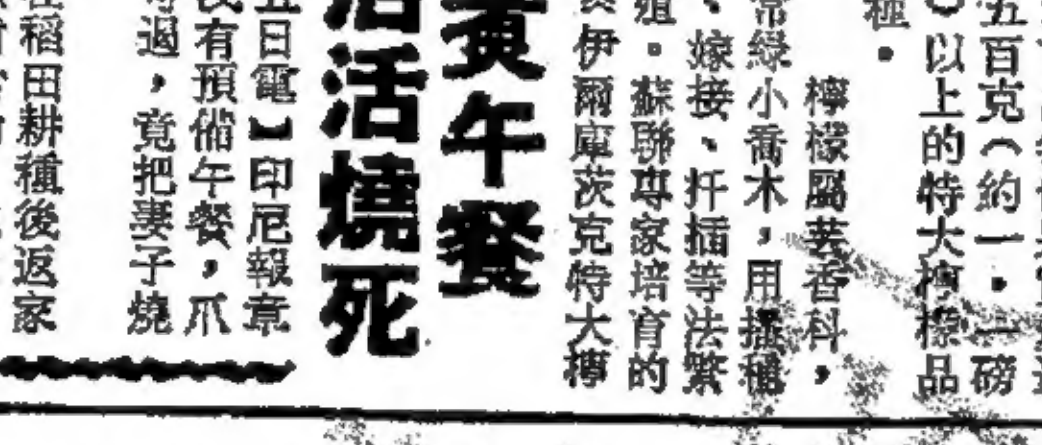 五百克(約一.一磅
〇以上的特大檸檬品
種。
檸檬屬芸香科,
常綠小喬木,用播種
、嫁接、扦插等法繁
殖。蘇聯專家培育的
伊爾庫茨克特大檸
午餐
活活燒死
五日電】印尼報章
沒有預備午餐,爪
過,竟把妻子燒
在稻田耕種後返家